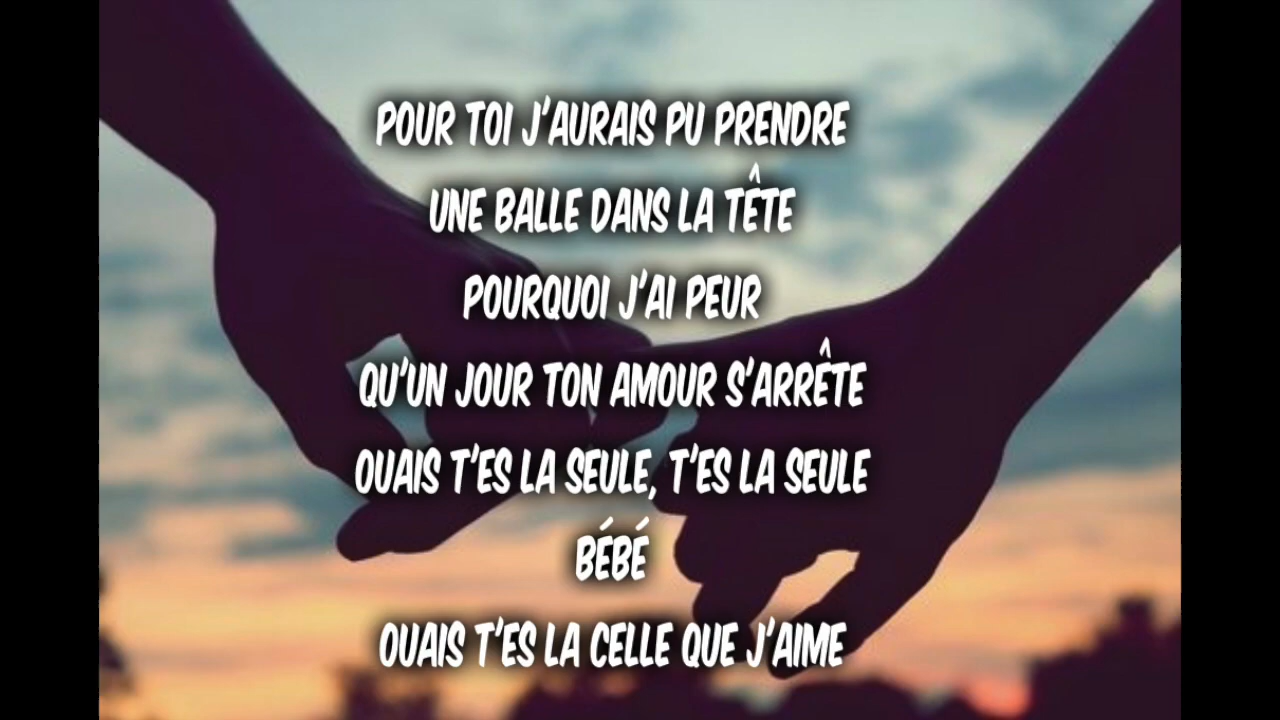 POUR TOI J'AURAIS PU PRENDRE
UNE BALLE DANS LA TÊTE
POURQUOI J'AI PEUR
QU'UN JOUR TON AMOUR S'ARRÊTE
OUAIS T'ES LA SEULE, T'ES LA SEULE
BÉBÉ
OUAIS T'ES LA CELLE QUE J'AIME